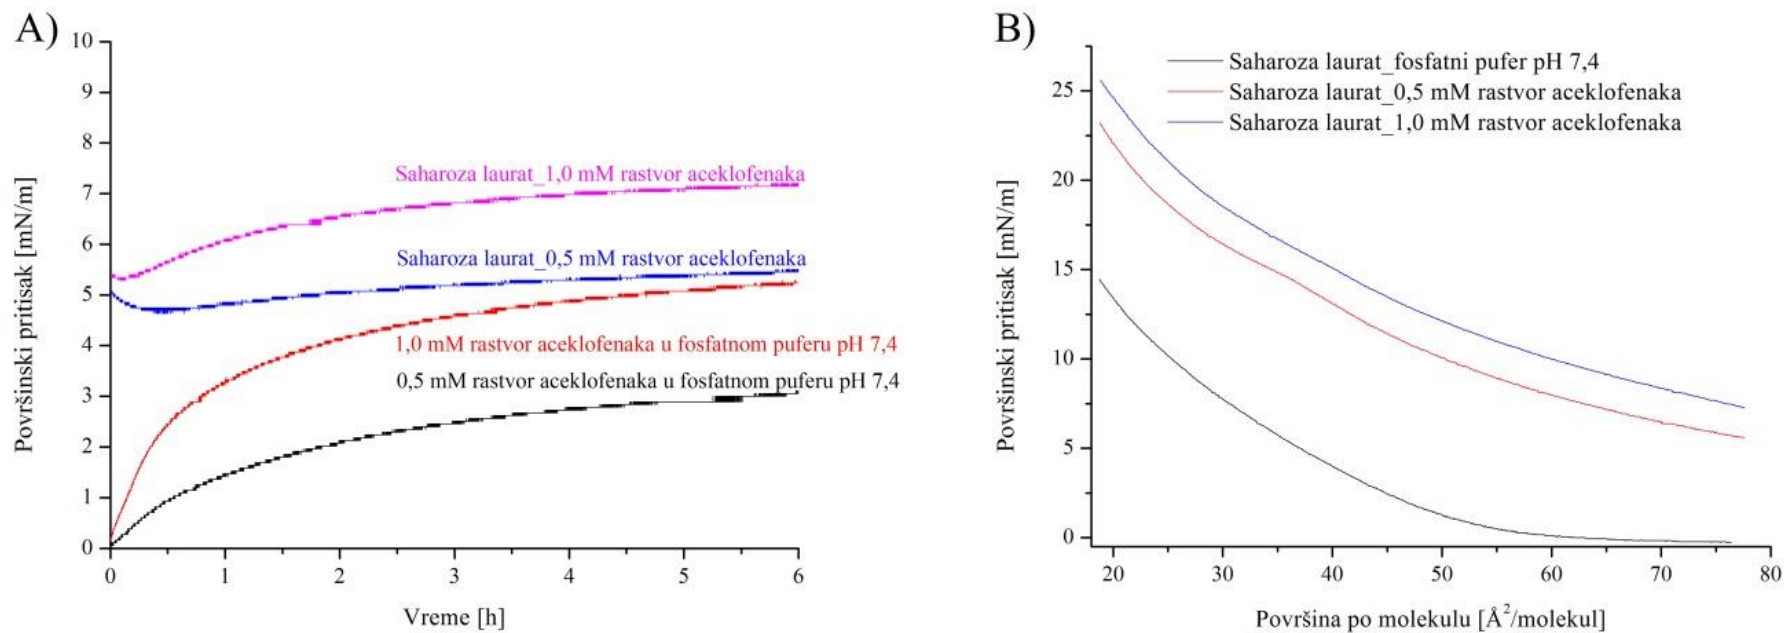 A)
10
9
8
7
6
5
4
3
2
1
0
Površinski pritisak [mN/m]
Saharoza laurat_1,0 mM rastvor aceklofenaka
Saharoza laurat_0,5 mM rastvor aceklofenaka
1,0 mM rastvor aceklofenaka u fosfatnom puferu pH 7,4
0,5 mM rastvor aceklofenaka u fosfatnom puferu pH 7,4
0 1 2 3 4 5 6
Vreme [h]
B)
Saharoza laurat_fosfatni pufer pH 7,4
Saharoza laurat_0,5 mM rastvor aceklofenaka
Saharoza laurat_1,0 mM rastvor aceklofenaka
25
20
15
10
5
0
Površinski pritisak [mN/m]
20 30 40 50 60 70 80
Površina po molekulu [Å²/molekul]